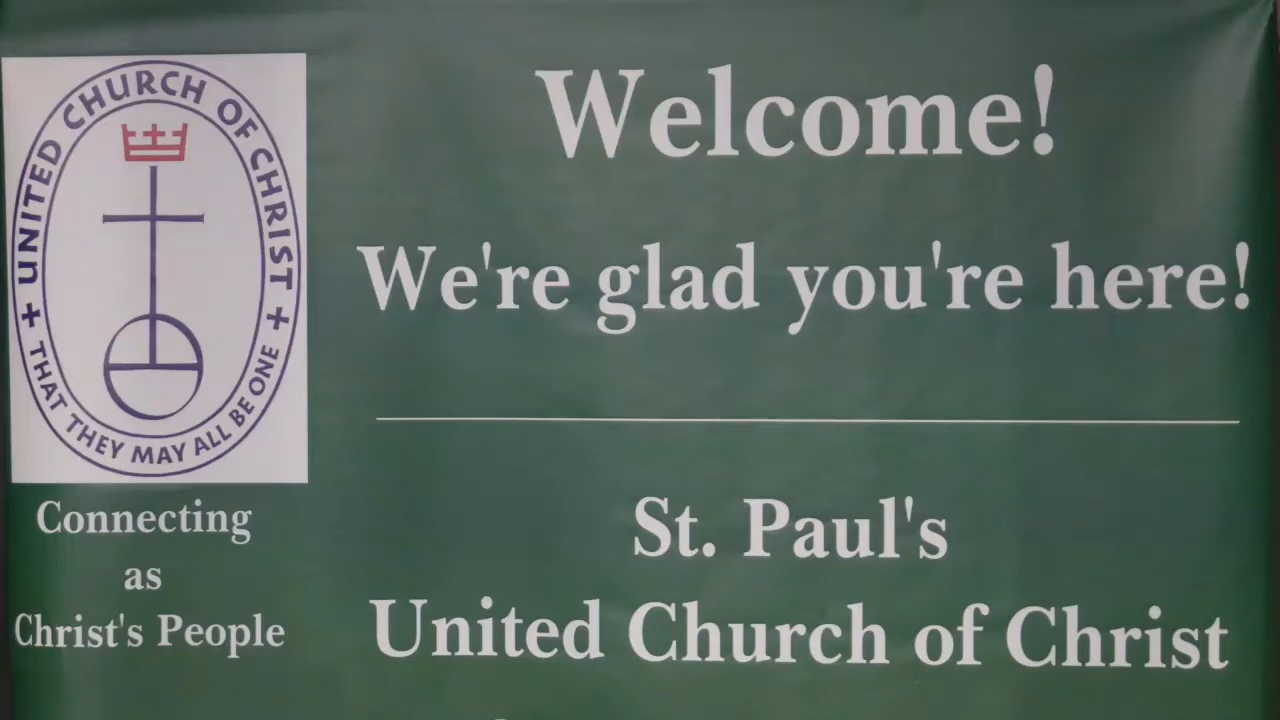 UNITED CHURCH OF CHRIST
THAT THEY MAY ALL BE ONE
Connecting
as
Christ's People
Welcome!
We're glad you're here!
St. Paul's
United Church of Christ